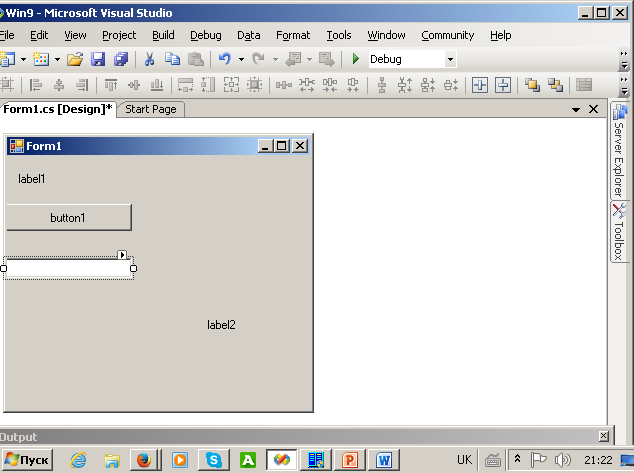 Win9 - Microsoft Visual Studio
File Edit View Project Build Debug Data Format Tools Window Community Help
Debug
Form1.cs [Design]* Start Page
Server Explorer
Toolbox
Form1
label1
button1
label2
Output
Пуск UK 21:22